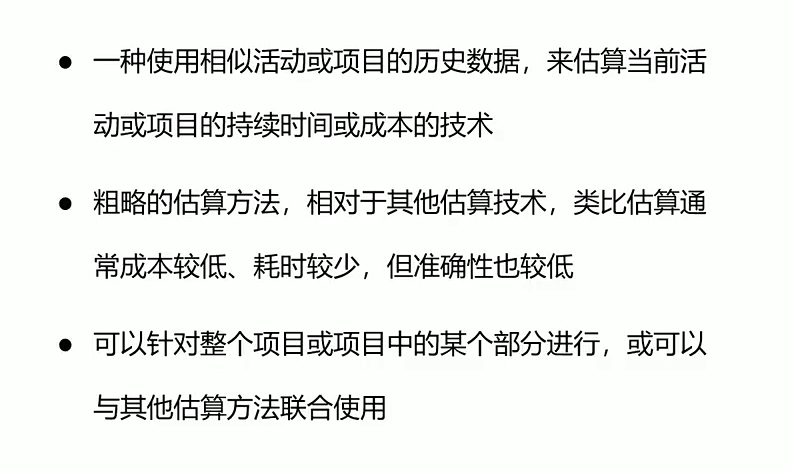 ● 一种使用相似活动或项目的历史数据，来估算当前活
动或项目的持续时间或成本的技术
● 粗略的估算方法，相对于其他估算技术，类比估算通
常成本较低、耗时较少，但准确性也较低
● 可以针对整个项目或项目中的某个部分进行，或可以
与其他估算方法联合使用